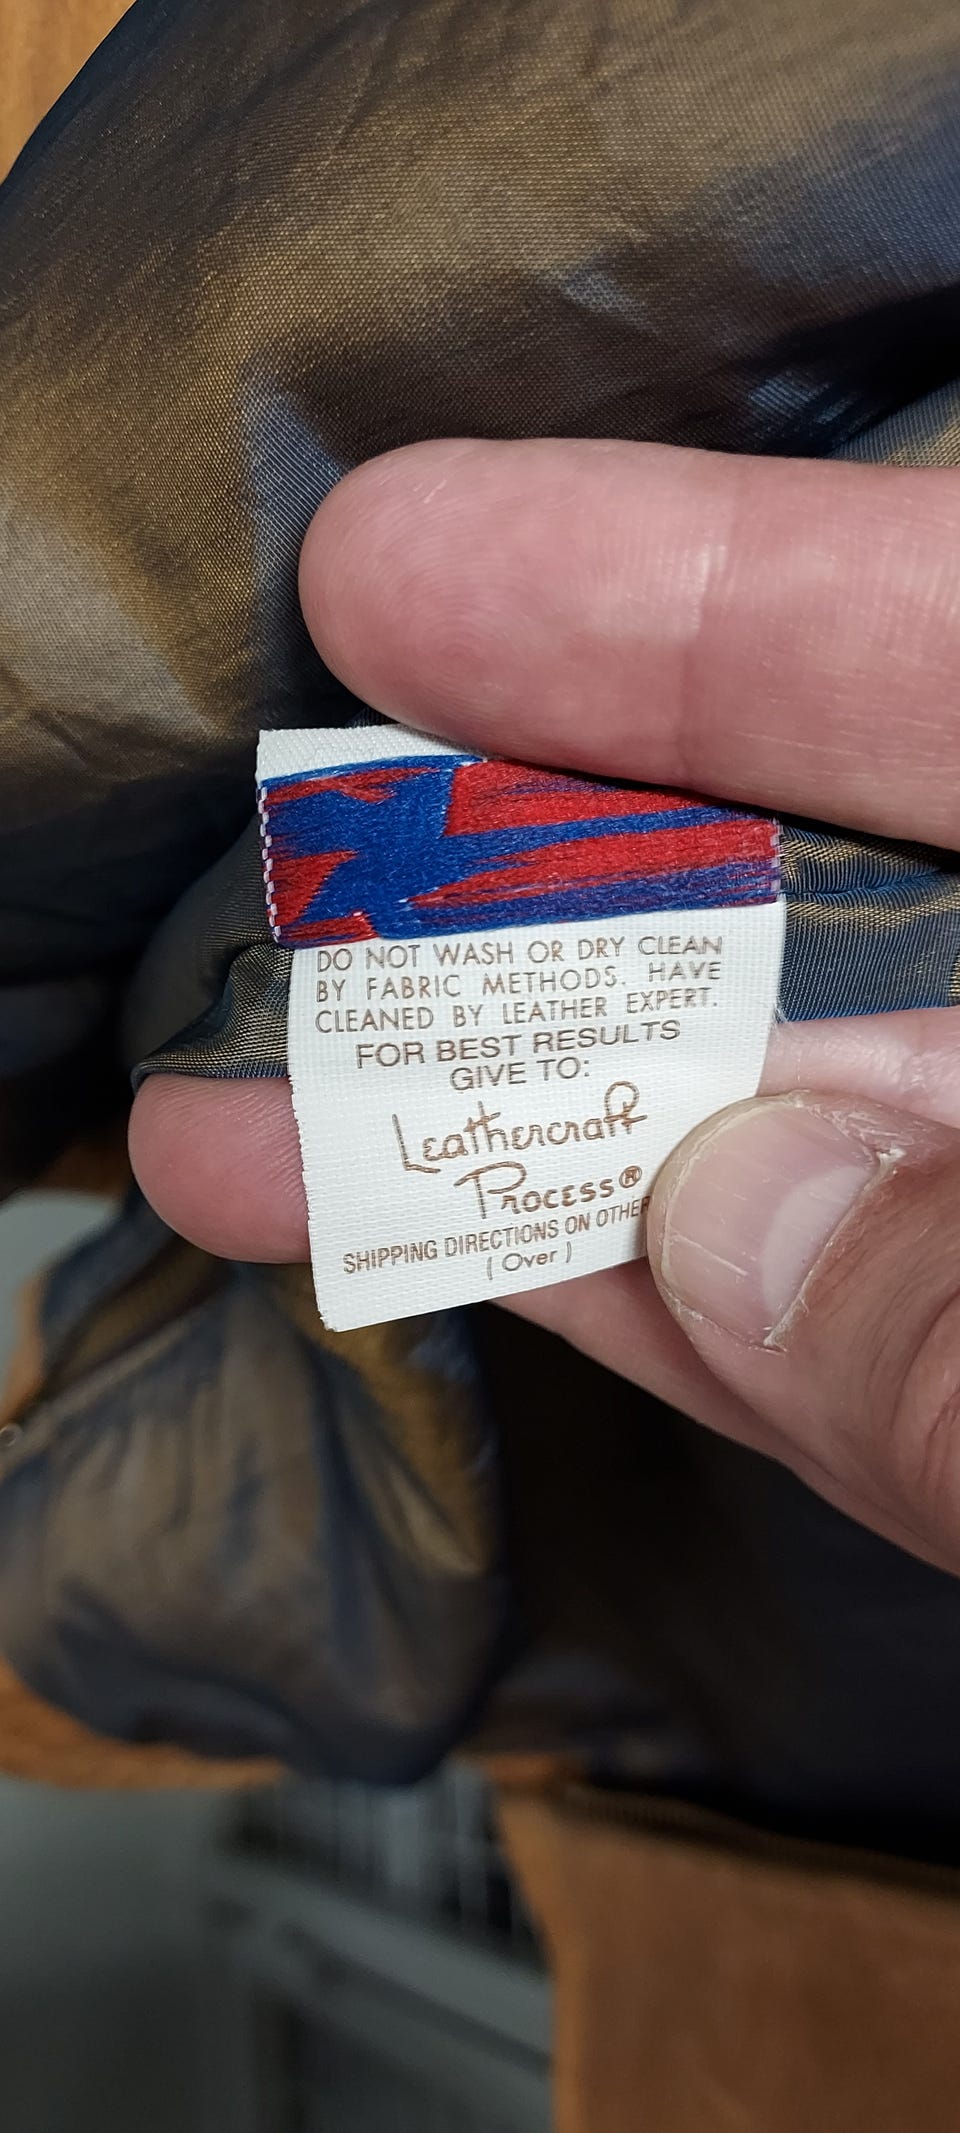 DO NOT WASH OR DRY CLEAN
BY FABRIC METHODS. HAVE
CLEANED BY LEATHER EXPERT.
FOR BEST RESULTS
GIVE TO:
Leathercraft
Process®
SHIPPING DIRECTIONS ON OTHER
(Over)